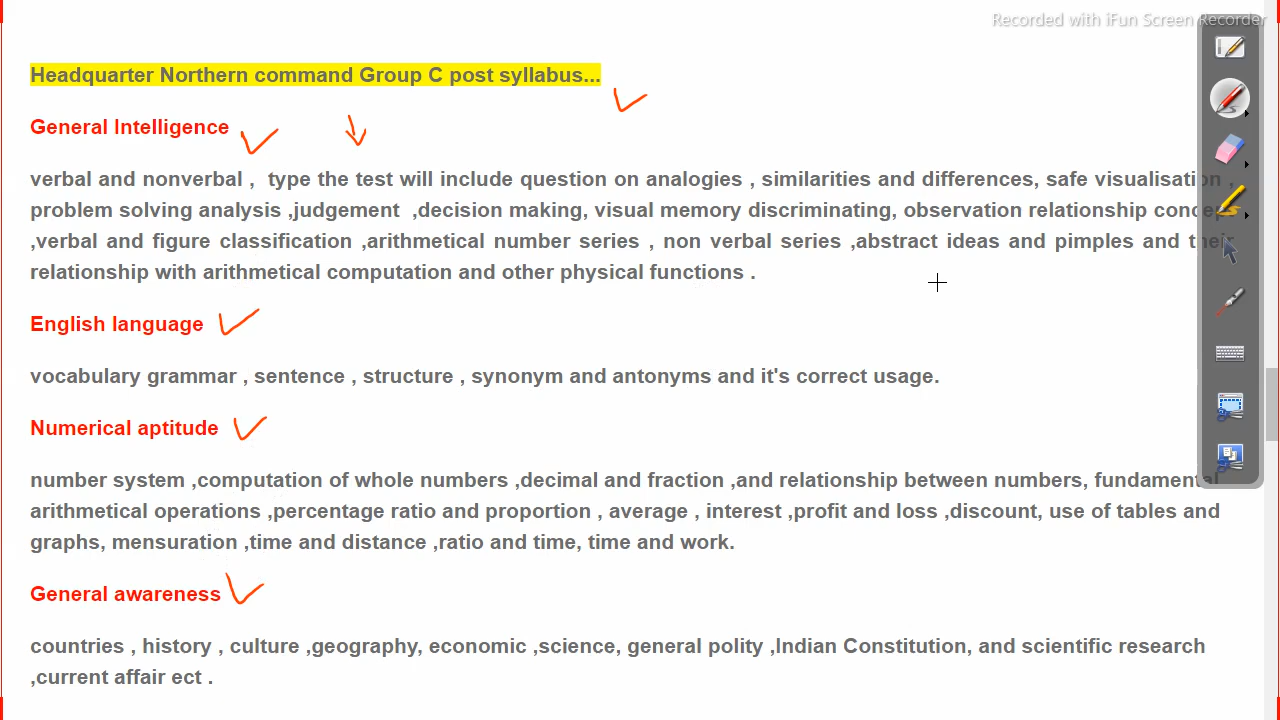 Recorded with iFun Screen Recorder
Headquarter Northern command Group C post syllabus...
General Intelligence
verbal and nonverbal , type the test will include question on analogies , similarities and differences, safe visualisation ,
problem solving analysis ,judgement ,decision making, visual memory discriminating, observation relationship concept
,verbal and figure classification ,arithmetical number series , non verbal series ,abstract ideas and pimples and their
relationship with arithmetical computation and other physical functions .
English language
vocabulary grammar , sentence , structure , synonym and antonyms and it's correct usage.
Numerical aptitude
number system ,computation of whole numbers ,decimal and fraction ,and relationship between numbers, fundamental
arithmetical operations ,percentage ratio and proportion , average , interest ,profit and loss ,discount, use of tables and
graphs, mensuration ,time and distance ,ratio and time, time and work.
General awareness
countries , history , culture ,geography, economic ,science, general polity ,Indian Constitution, and scientific research
,current affair ect .